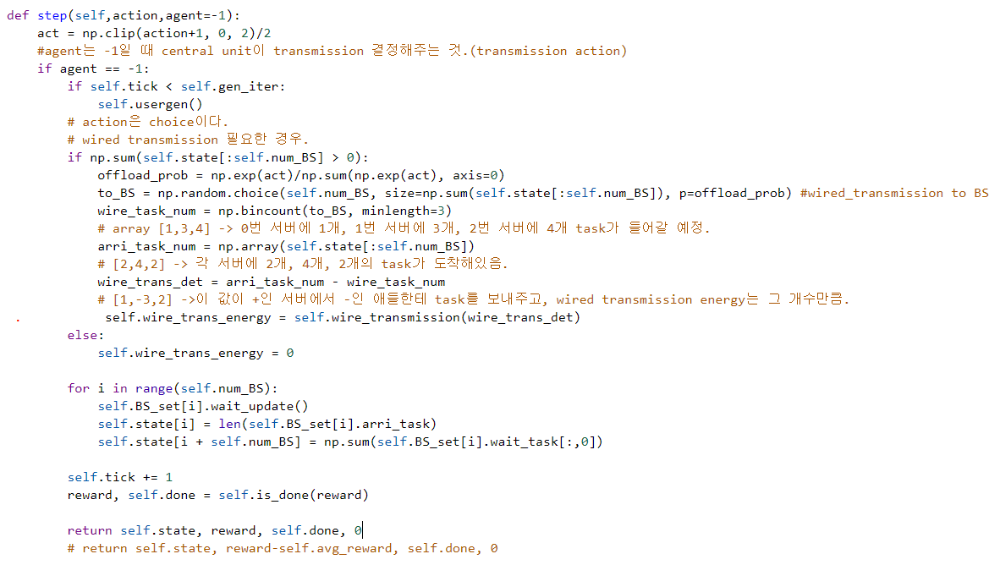 def step(self,action,agent=-1):
    act = np.clip(action+1, 0, 2)/2
    #agent는 -1일 때 central unit이 transmission 결정해주는 것.(transmission action)
    if agent == -1:
        if self.tick < self.gen_iter:
            self.usergen()
        # action은 choice이다.
        # wired transmission 필요한 경우.
        if np.sum(self.state[:self.num_BS] > 0):
            offload_prob = np.exp(act)/np.sum(np.exp(act), axis=0)
            to_BS = np.random.choice(self.num_BS, size=np.sum(self.state[:self.num_BS]), p=offload_prob) #wired_transmission to BS
            wire_task_num = np.bincount(to_BS, minlength=3)
            # array [1,3,4] -> 0번 서버에 1개, 1번 서버에 3개, 2번 서버에 4개 task가 들어갈 예정.
            arri_task_num = np.array(self.state[:self.num_BS])
            # [2,4,2] -> 각 서버에 2개, 4개, 2개의 task가 도착해있음.
            wire_trans_det = arri_task_num - wire_task_num
            # [1,-3,2] ->이 값이 +인 서버에서 -인 애들한테 task를 보내주고, wired transmission energy는 그 개수만큼.
 .           self.wire_trans_energy = self.wire_transmission(wire_trans_det)
        else:
            self.wire_trans_energy = 0

        for i in range(self.num_BS):
            self.BS_set[i].wait_update()
            self.state[i] = len(self.BS_set[i].arri_task)
            self.state[i + self.num_BS] = np.sum(self.BS_set[i].wait_task[:,0])

        self.tick += 1
        reward, self.done = self.is_done(reward)

        return self.state, reward, self.done, 0
        # return self.state, reward-self.avg_reward, self.done, 0